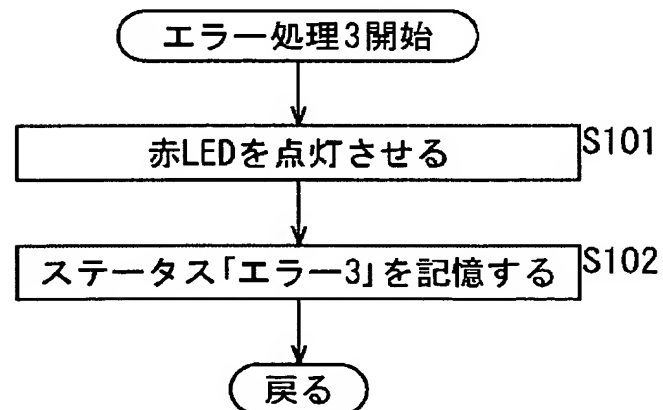 エラー処理3開始
赤LEDを点灯させる
S101
ステータス「エラー3」を記憶する
S102
戻る